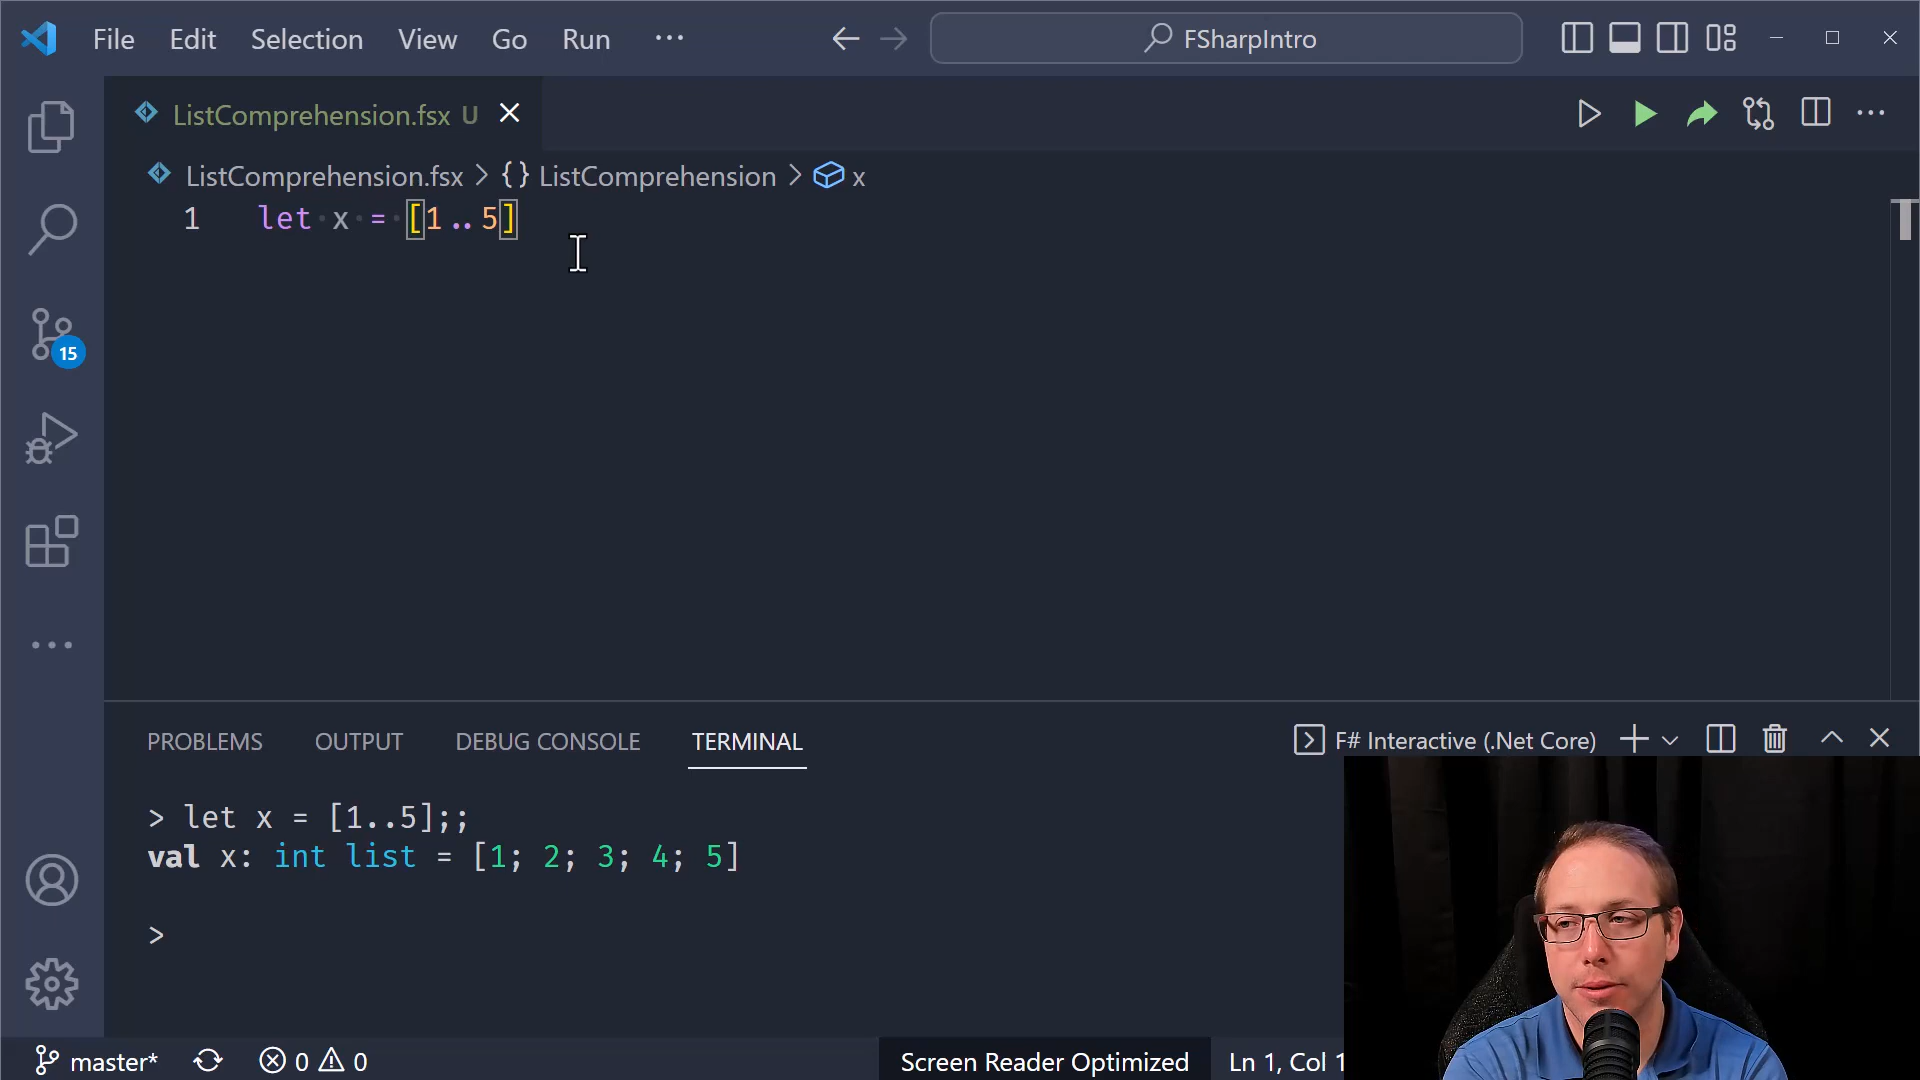 File Edit Selection View Go Run ··· FSharpIntro
ListComprehension.fsx U
ListComprehension.fsx > {} ListComprehension > x
1 let x = [1..5]
15
PROBLEMS OUTPUT DEBUG CONSOLE TERMINAL F# Interactive (.Net Core)
> let x = [1..5];;
val x: int list = [1; 2; 3; 4; 5]
>
master* 0 0 Screen Reader Optimized Ln 1, Col 1